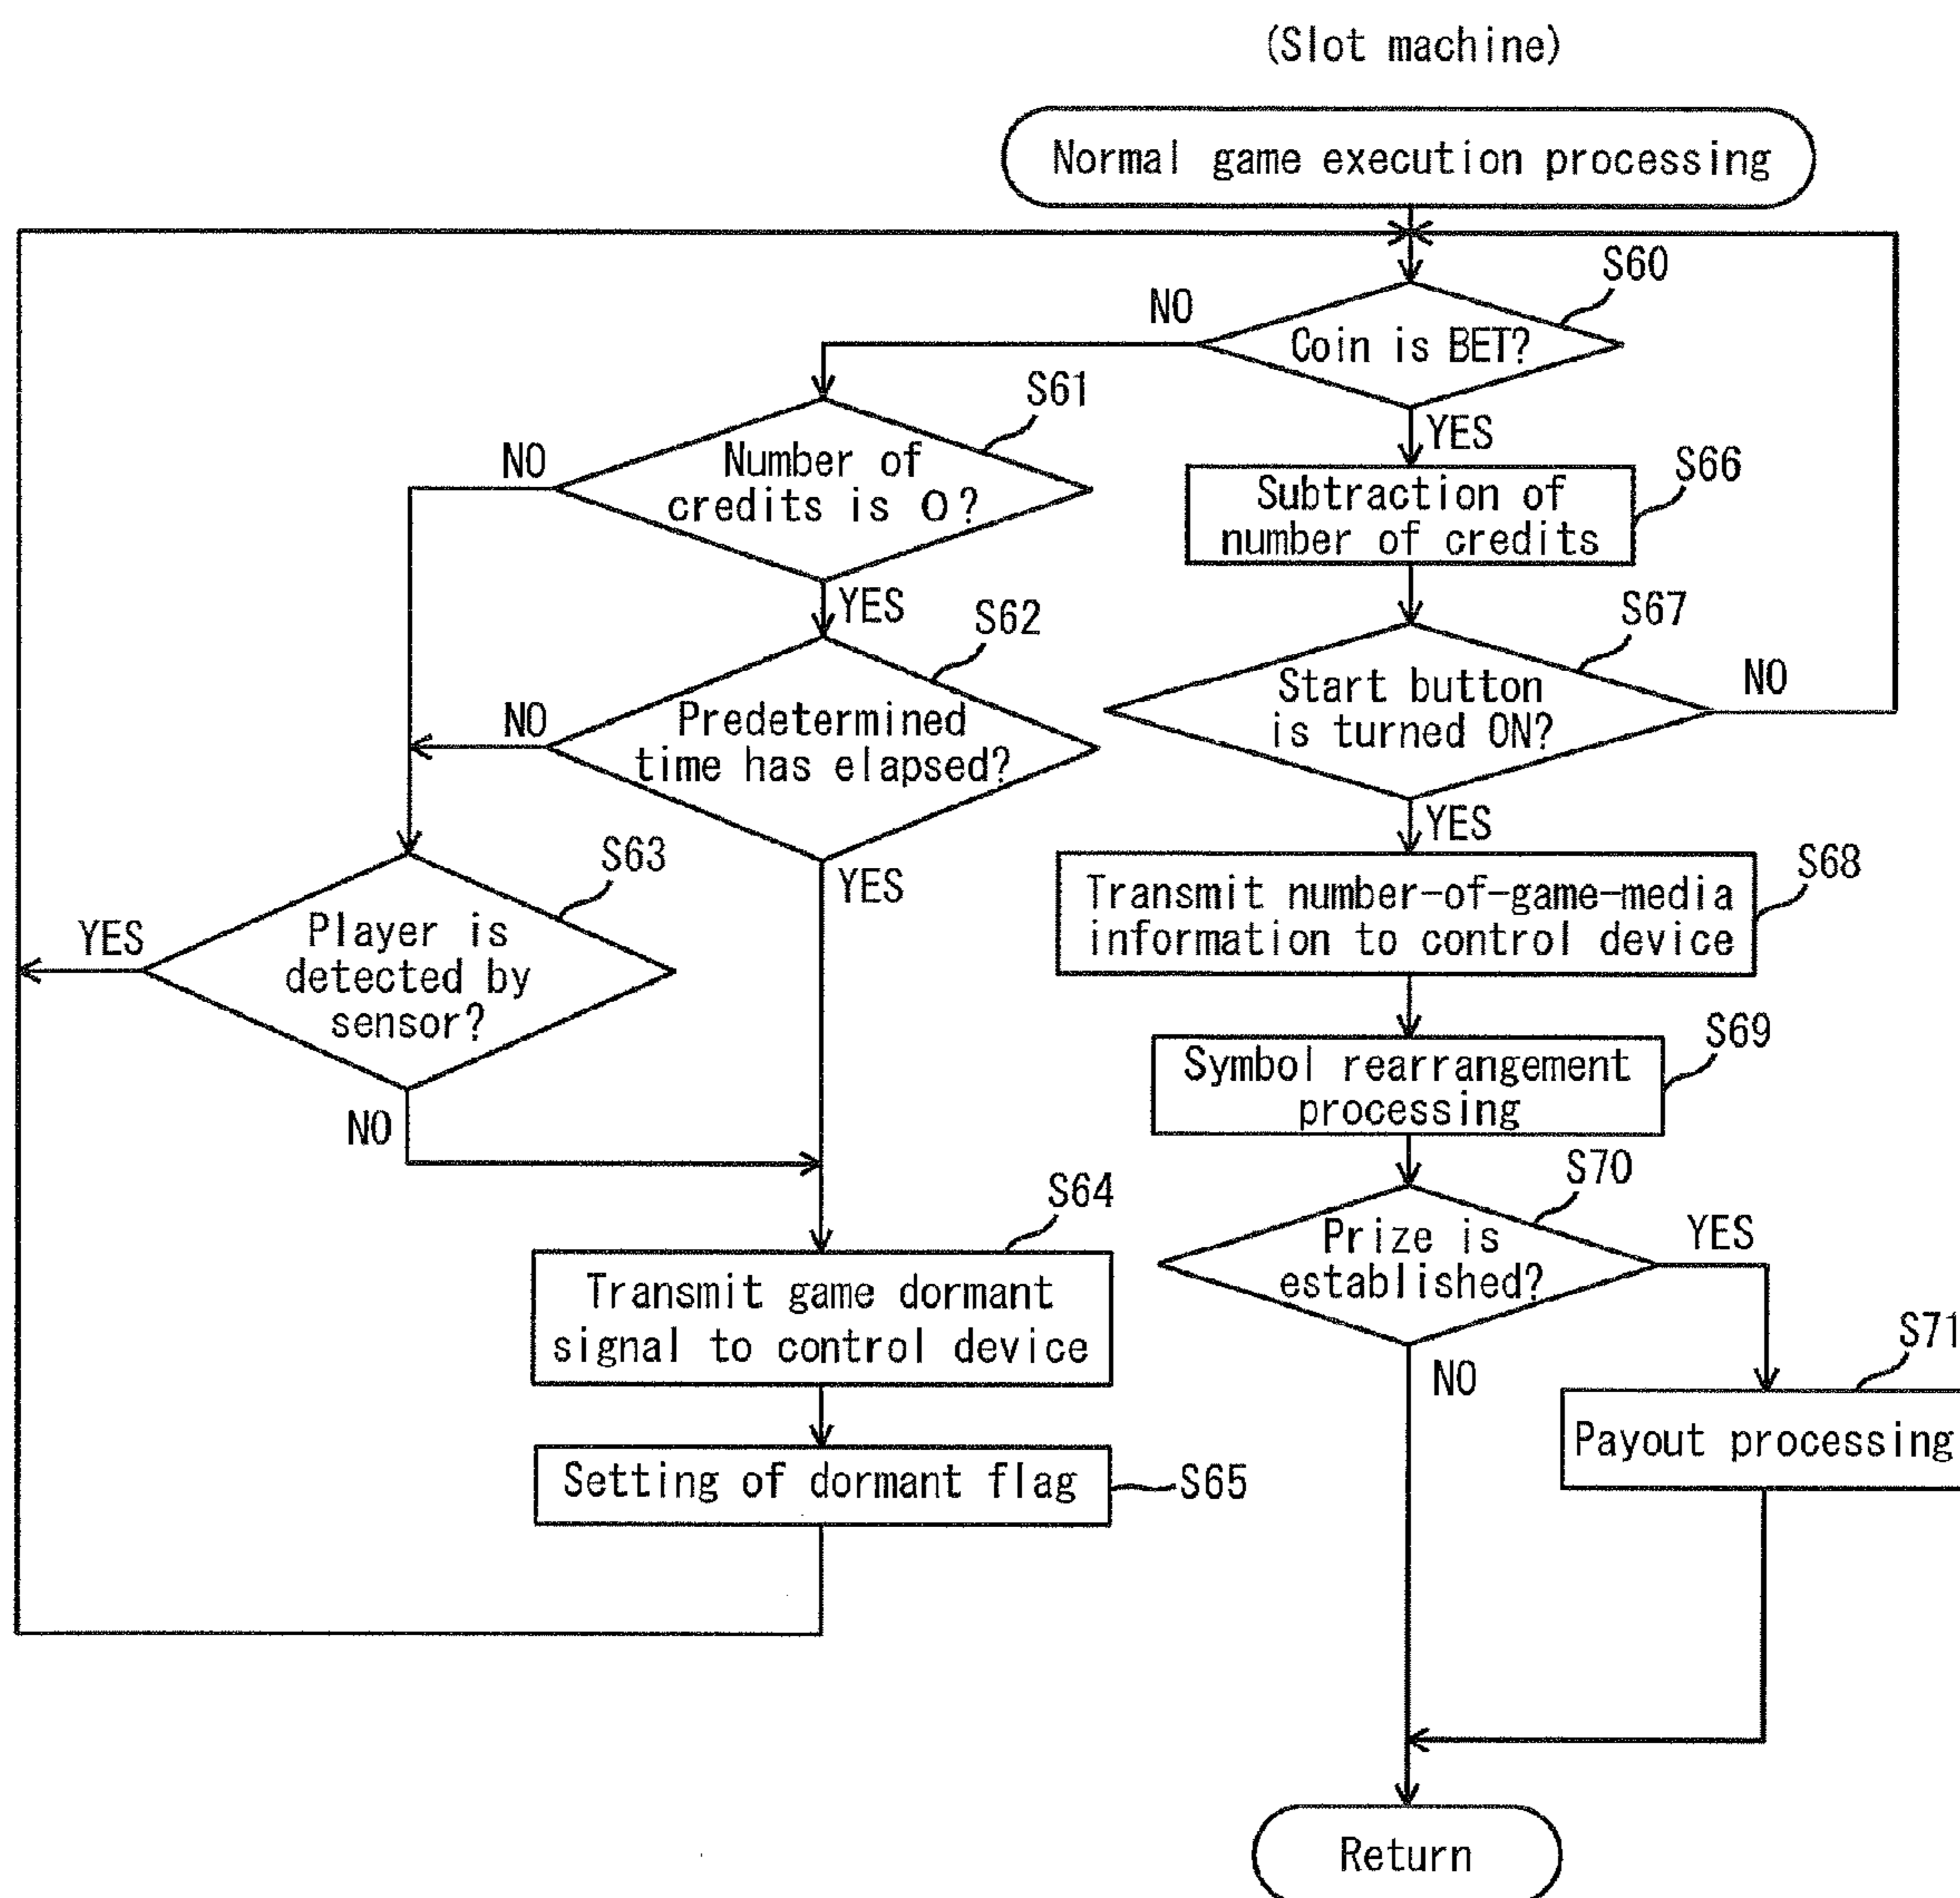 (Slot machine)
Normal game execution processing
S60
NO
Coin is BET?
YES
S61
NO
Number of
credits is 0?
YES
S66
Subtraction of
number of credits
S62
NO
Predetermined
time has elapsed?
YES
S67
Start button
is turned ON?
NO
YES
S63
YES
Player is
detected by
sensor?
NO
S68
Transmit number-of-game-media
information to control device
S69
Symbol rearrangement
processing
S64
Transmit game dormant
signal to control device
S70
Prize is
established?
YES
NO
S71
Payout processing
Setting of dormant flag
S65
Return